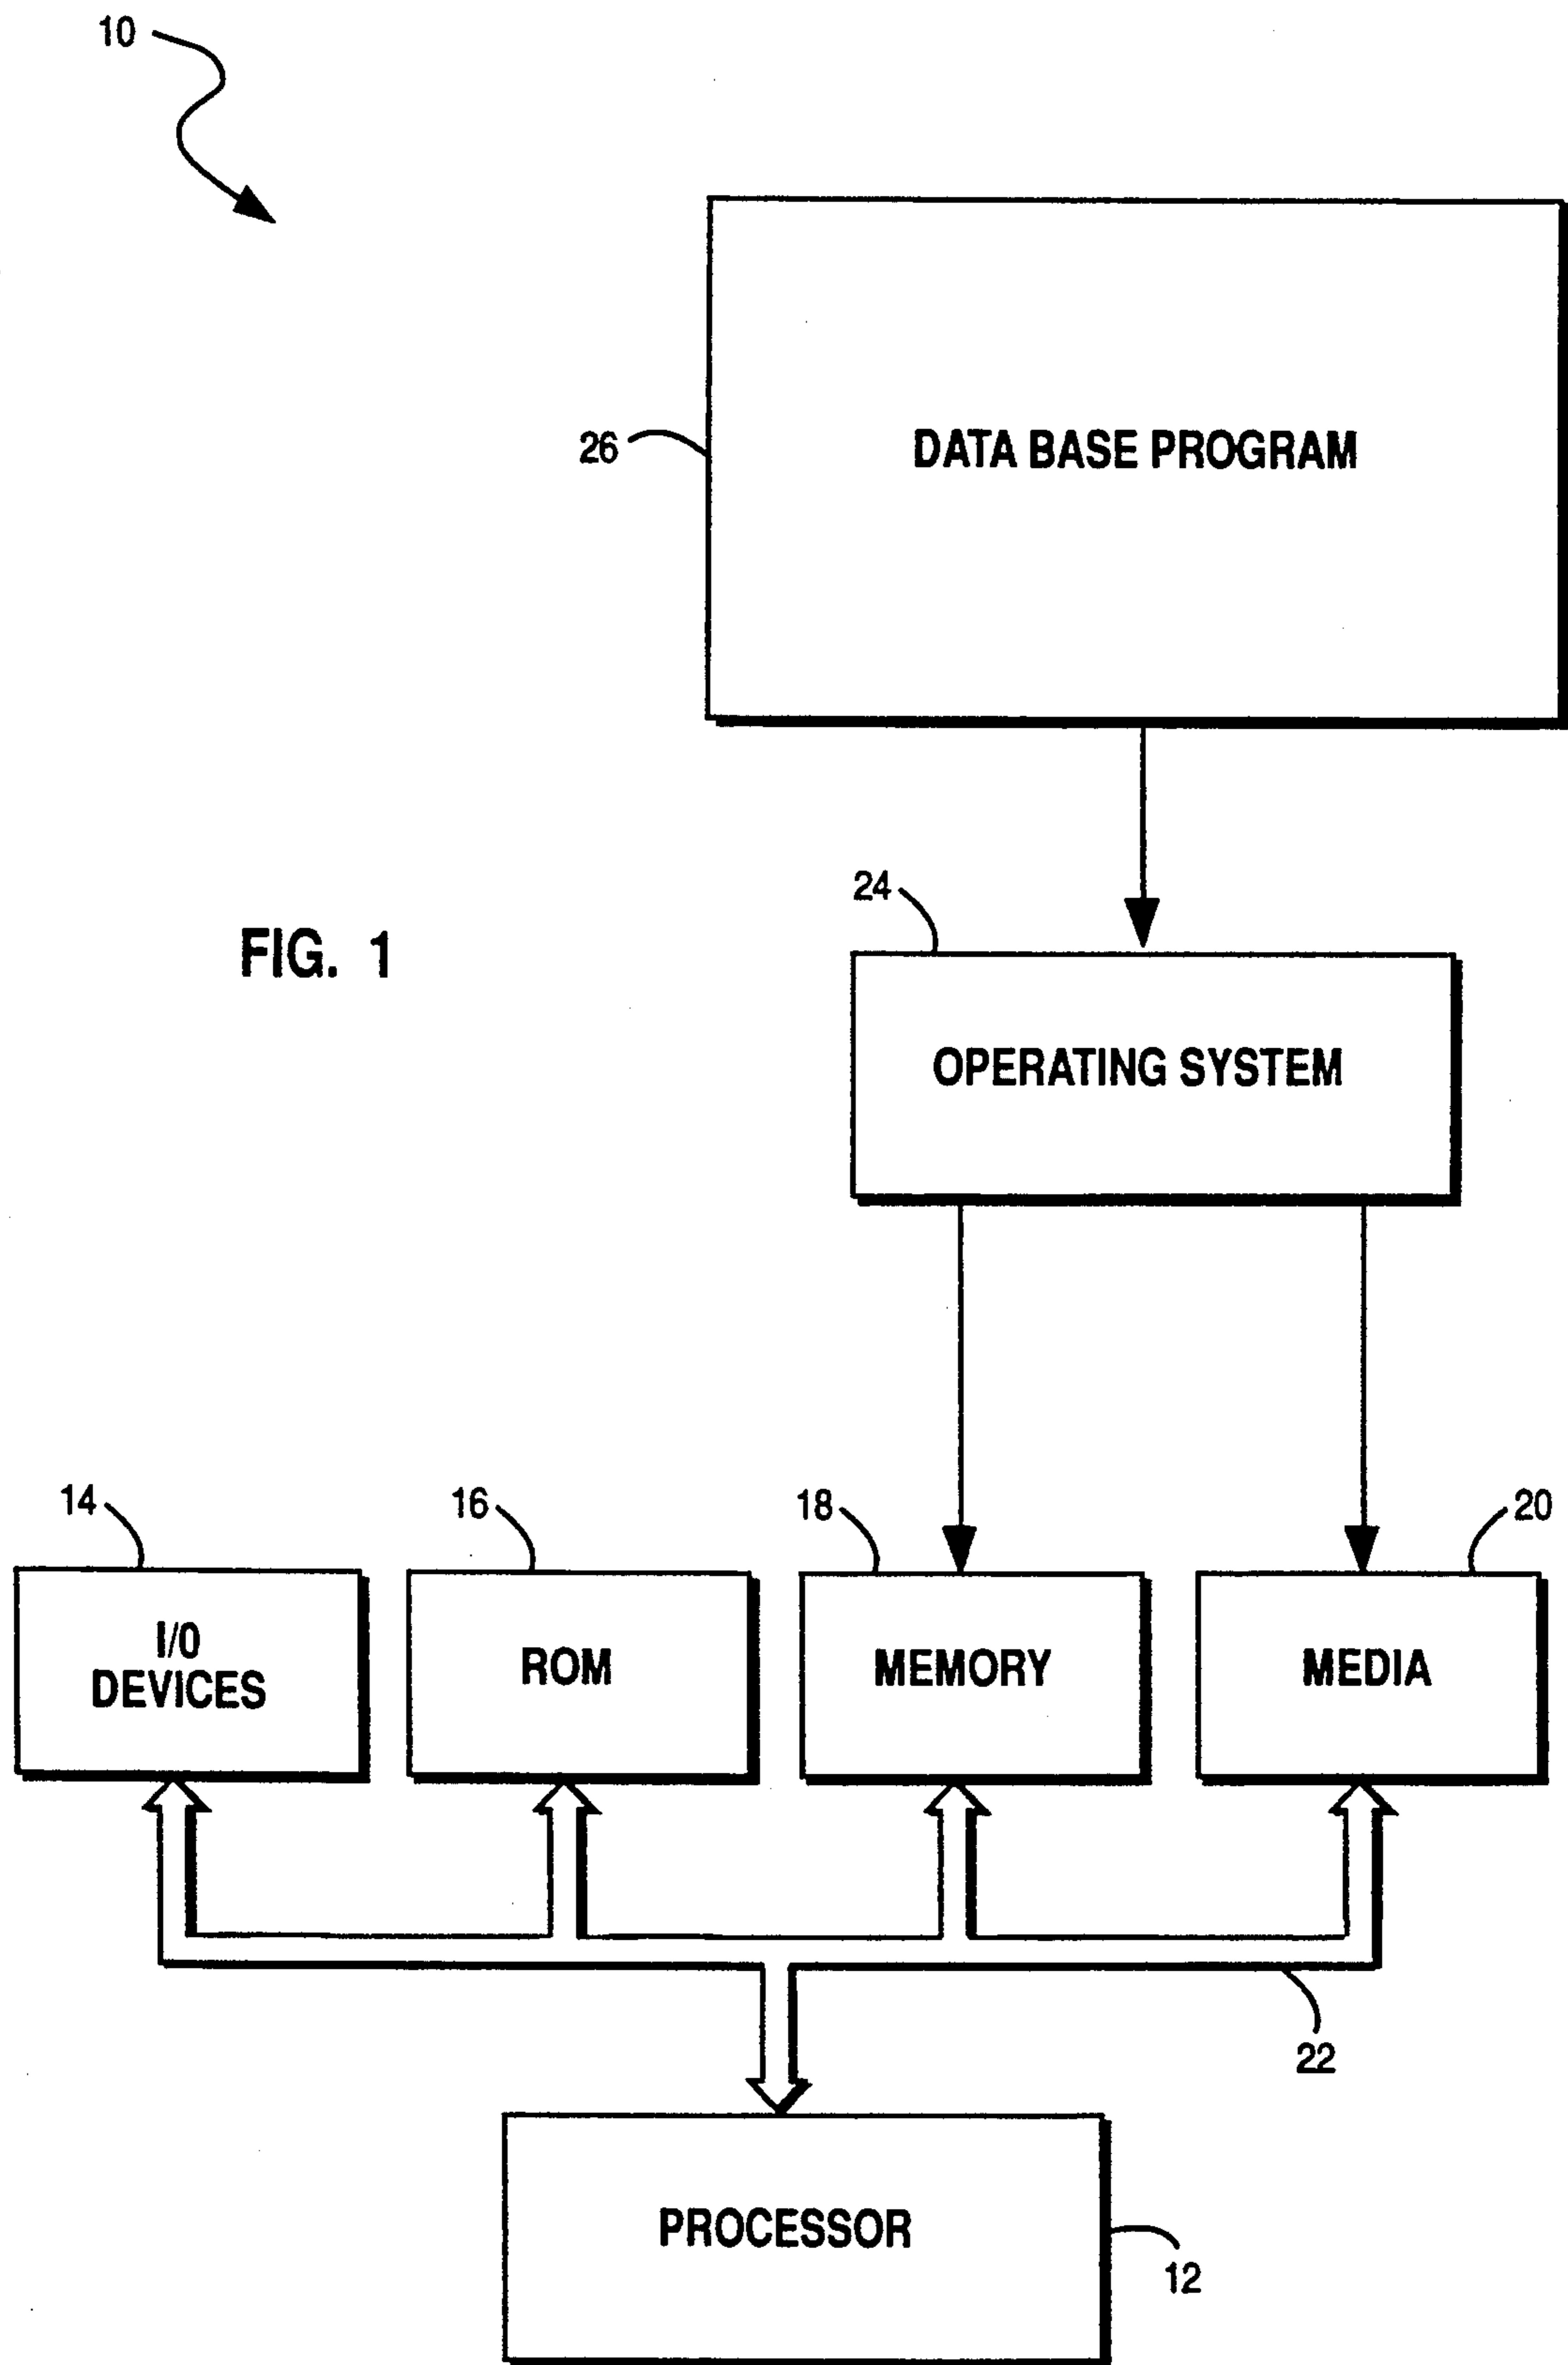 10
26
DATA BASE PROGRAM
24
FIG. 1
OPERATING SYSTEM
14
16
18
20
I/O
DEVICES
ROM
MEMORY
MEDIA
22
PROCESSOR
12